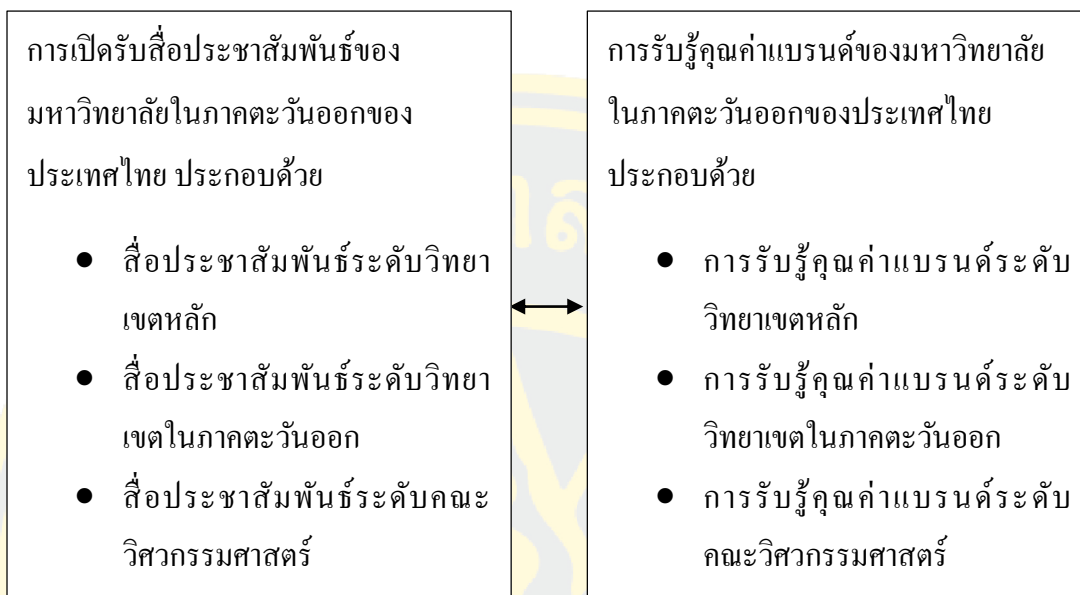 การเปิดรับสื่อประชาสัมพันธ์ของ
มหาวิทยาลัยในภาคตะวันออกของ
ประเทศไทย ประกอบด้วย
● สื่อประชาสัมพันธ์ระดับวิทยา
เขตหลัก
● สื่อประชาสัมพันธ์ระดับวิทยา
เขตในภาคตะวันออก
● สื่อประชาสัมพันธ์ระดับคณะ
วิศวกรรมศาสตร์
การรับรู้คุณค่าแบรนด์ของมหาวิทยาลัย
ในภาคตะวันออกของประเทศไทย
ประกอบด้วย
● การรับรู้คุณค่าแบรนด์ระดับ
วิทยาเขตหลัก
● การรับรู้คุณค่าแบรนด์ระดับ
วิทยาเขตในภาคตะวันออก
● การรับรู้คุณค่าแบรนด์ระดับ
คณะวิศวกรรมศาสตร์